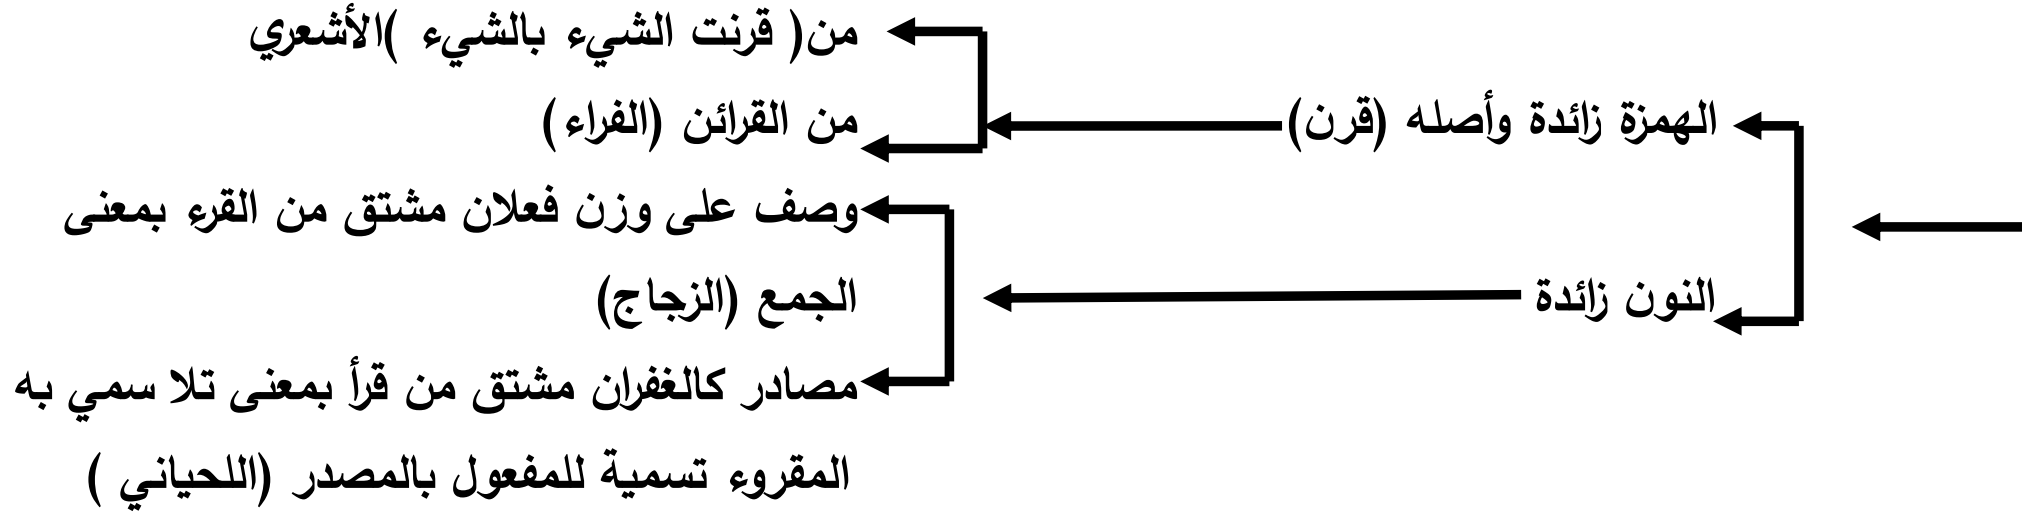 الهمزة زائدة وأصله (قرن)
من( قرنت الشيء بالشيء )الأشعري
من القرائن (الفراء)
النون زائدة
وصف على وزن فعلان مشتق من القرء بمعنى
الجمع (الزجاج)
مصادر كالغفران مشتق من قرأ بمعنى تلا سمي به
المقروء تسمية للمفعول بالمصدر (اللحياني )